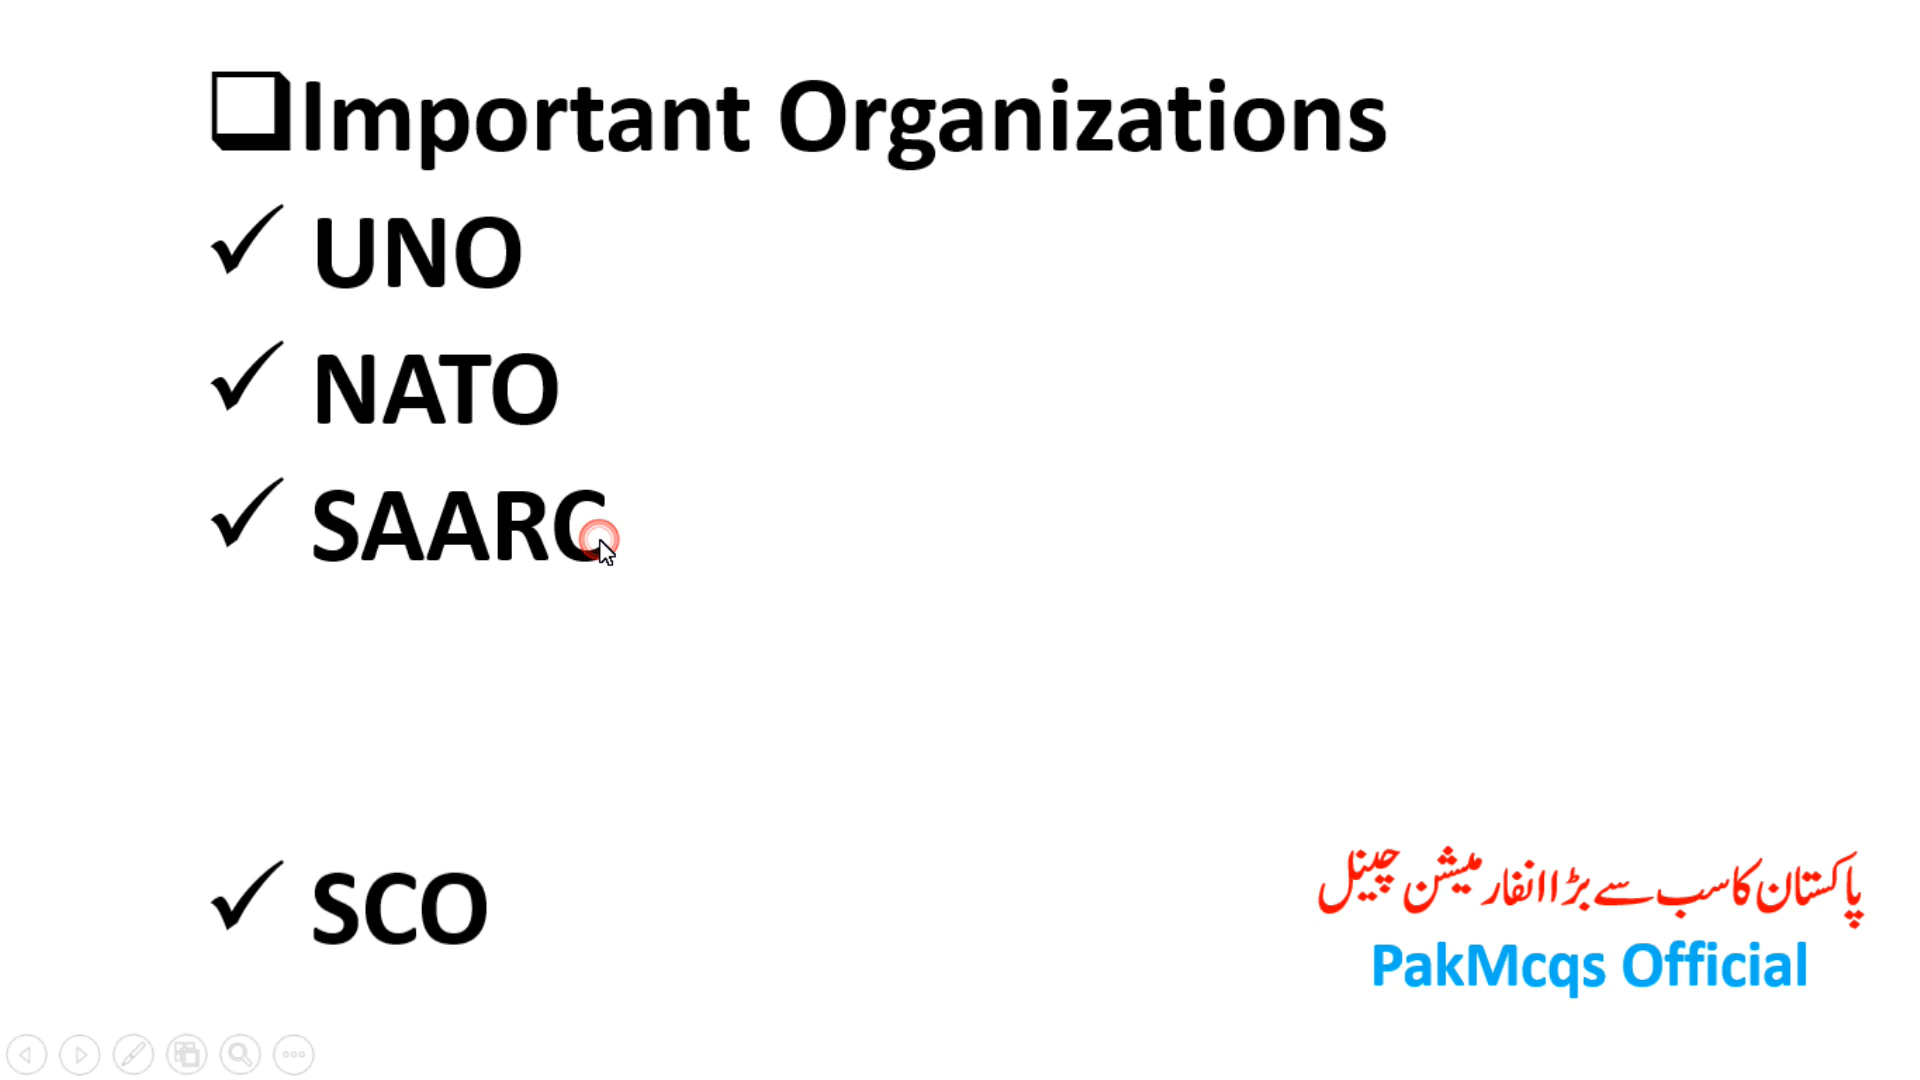 Important Organizations
UNO
NATO
SAARC
SCO
پاکستان کا سب سے بڑا انفارمیشن چینل
PakMcqs Official